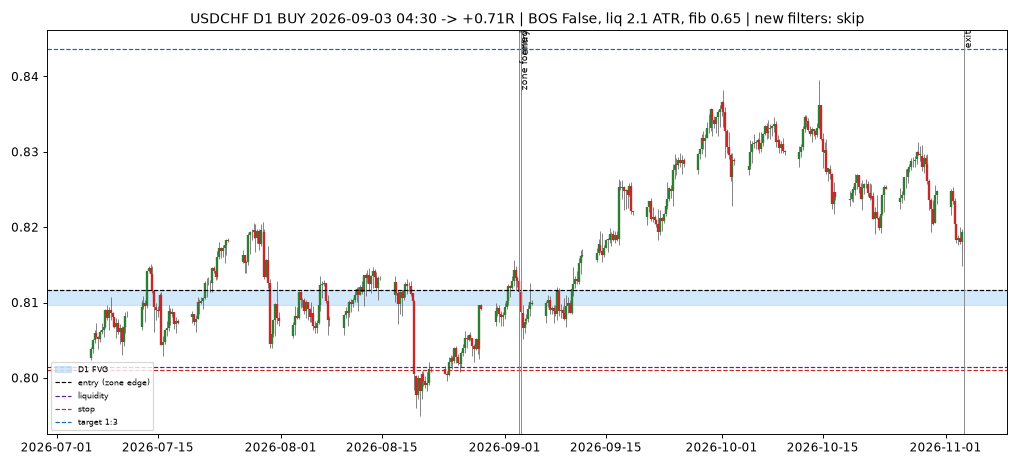 USDCHF D1 BUY 2026-09-03 04:30 -> +0.71R | BOS False, liq 2.1 ATR, fib 0.65 | new filters: skip
exit
0.84
0.83
0.82
0.81
0.80
D1 FVG
entry (zone edge)
liquidity
stop
target 1:3
2026-07-01
2026-07-15
2026-08-01
2026-08-15
2026-09-01
2026-09-15
2026-10-01
2026-10-15
2026-11-01